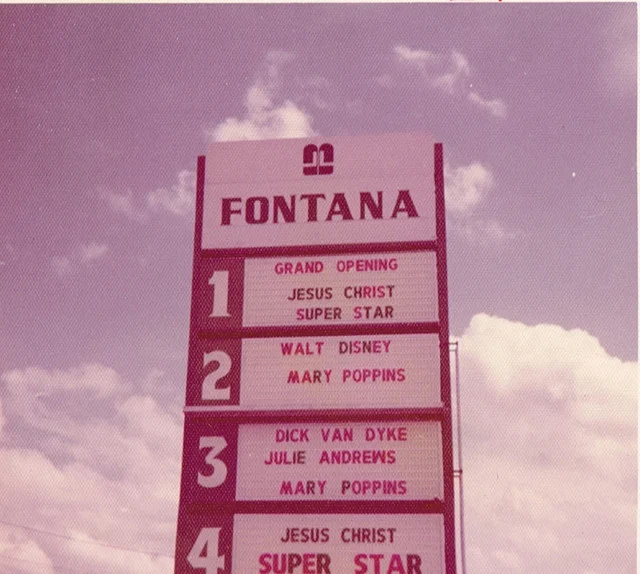 FONTANA
1
GRAND OPENING
JESUS CHRIST
SUPER STAR
2
WALT DISNEY
MARY POPPINS
3
DICK VAN DYKE
JULIE ANDREWS
MARY POPPINS
4
JESUS CHRIST
SUPER STAR